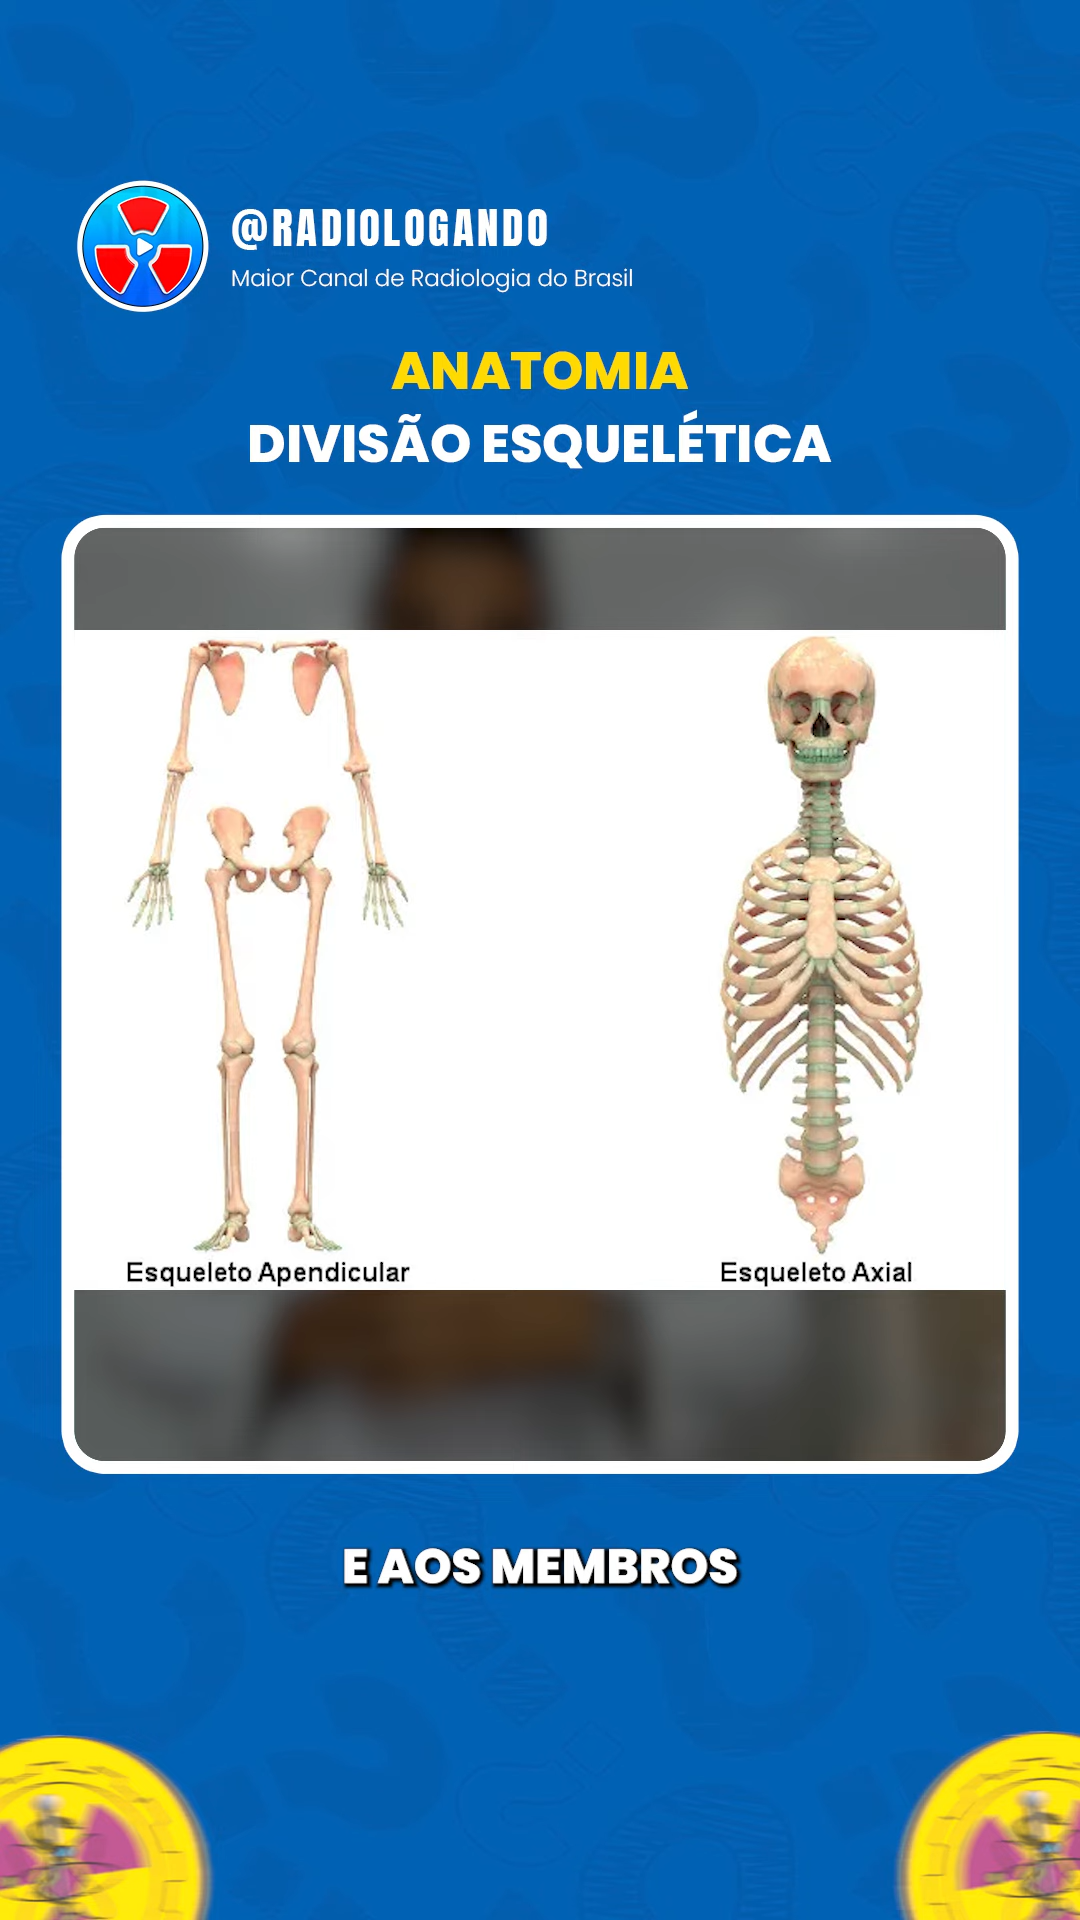 @RADIOLOGANDO
Maior Canal de Radiologia do Brasil
ANATOMIA
DIVISÃO ESQUELÉTICA
Esqueleto Apendicular
Esqueleto Axial
E AOS MEMBROS